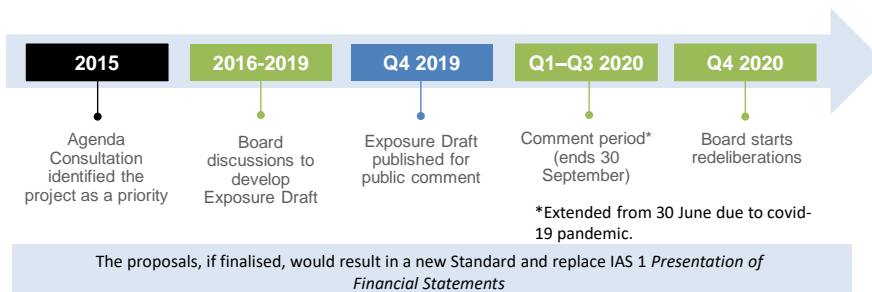 2015
2016-2019
Q4 2019
Q1–Q3 2020
Q4 2020
Agenda
Consultation
identified the
project as a priority
Board
discussions to
develop
Exposure Draft
Exposure Draft
published for
public comment
Comment period*
(ends 30
September)
Board starts
redeliberations
*Extended from 30 June due to covid-
19 pandemic.
The proposals, if finalised, would result in a new Standard and replace IAS 1 Presentation of
Financial Statements